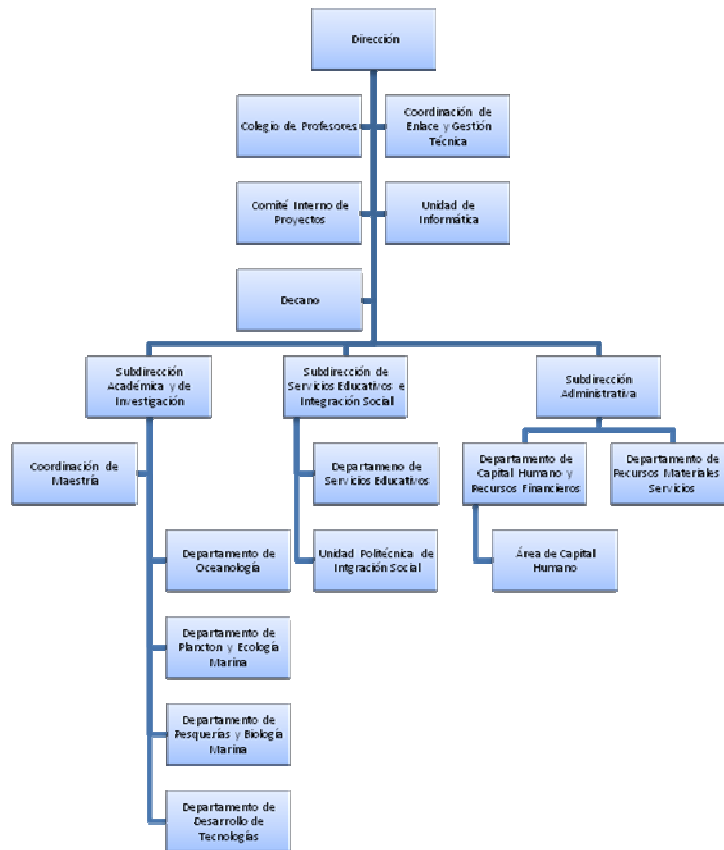 Dirección
Colegio de Profesores
Coordinación de
Enlace y Gestión
Técnica
Comité Interno de
Proyectos
Unidad de
Informática
Decano
Subdirección
Académica y de
Investigación
Subdirección de
Servicios Educativos e
Integración Social
Subdirección
Administrativa
Coordinación de
Maestría
Departameno de
Servicios Educativos
Departamento de
Capital Humano y
Recursos Financieros
Departamento de
Recursos Materiales
Servicios
Departamento de
Oceanología
Unidad Politécnica de
Intgración Social
Área de Capital
Humano
Departamento de
Plancton y Ecología
Marina
Departamento de
Pesquerías y Biología
Marina
Departamento de
Desarrollo de
Tecnologías